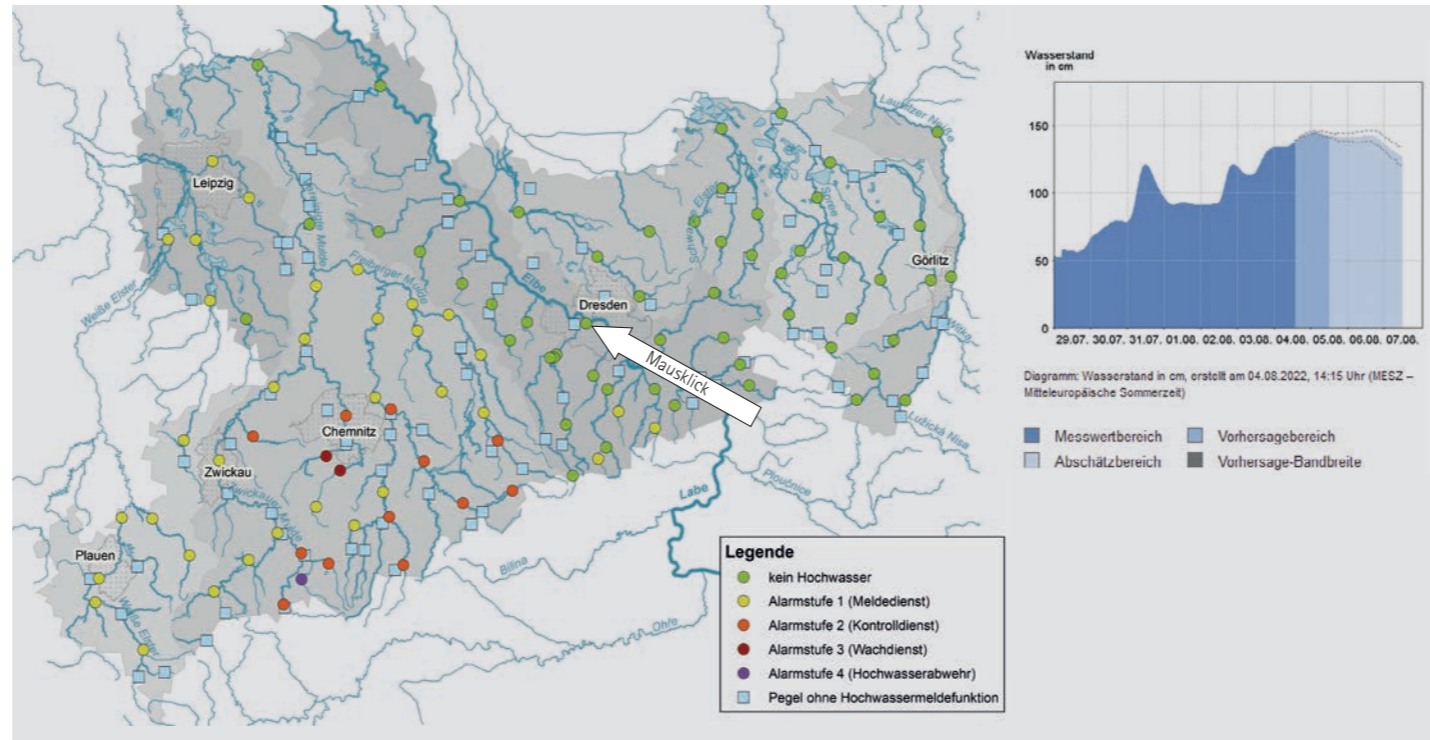 Leipzig
Weiße Elster
Freiberger Mulde
Elbe
Dresden
Schwarze Elster
Spree
Lausitzer Neiße
Görlitz
Mausklick
Chemnitz
Zwickau
Zwickauer Mulde
Plauen
Weiße Elster
Lužická Nisa
Ploučnice
Labe
Bílina
Ohře
Legende
kein Hochwasser
Alarmstufe 1 (Meldedienst)
Alarmstufe 2 (Kontrolldienst)
Alarmstufe 3 (Wachdienst)
Alarmstufe 4 (Hochwasserabwehr)
Pegel ohne Hochwassermeldefunktion
Wasserstand
in cm
150
100
50
0
29.07. 30.07. 31.07. 01.08. 02.08. 03.08. 04.08. 05.08. 06.08. 07.08.
Diagramm: Wasserstand in cm, erstellt am 04.08.2022, 14:15 Uhr (MESZ –
Mitteleuropäische Sommerzeit)
Messwertbereich Vorhersagebereich
Abschätzbereich Vorhersage-Bandbreite